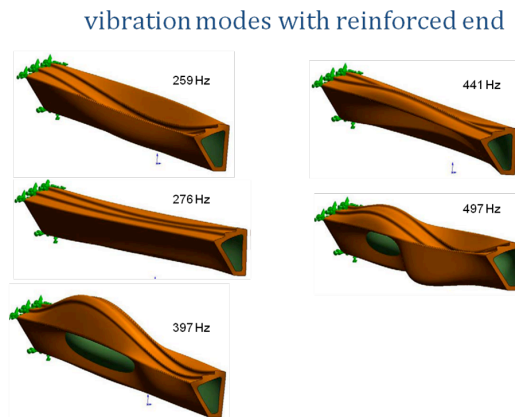 vibration modes with reinforced end
259 Hz
441 Hz
276 Hz
497 Hz
397 Hz